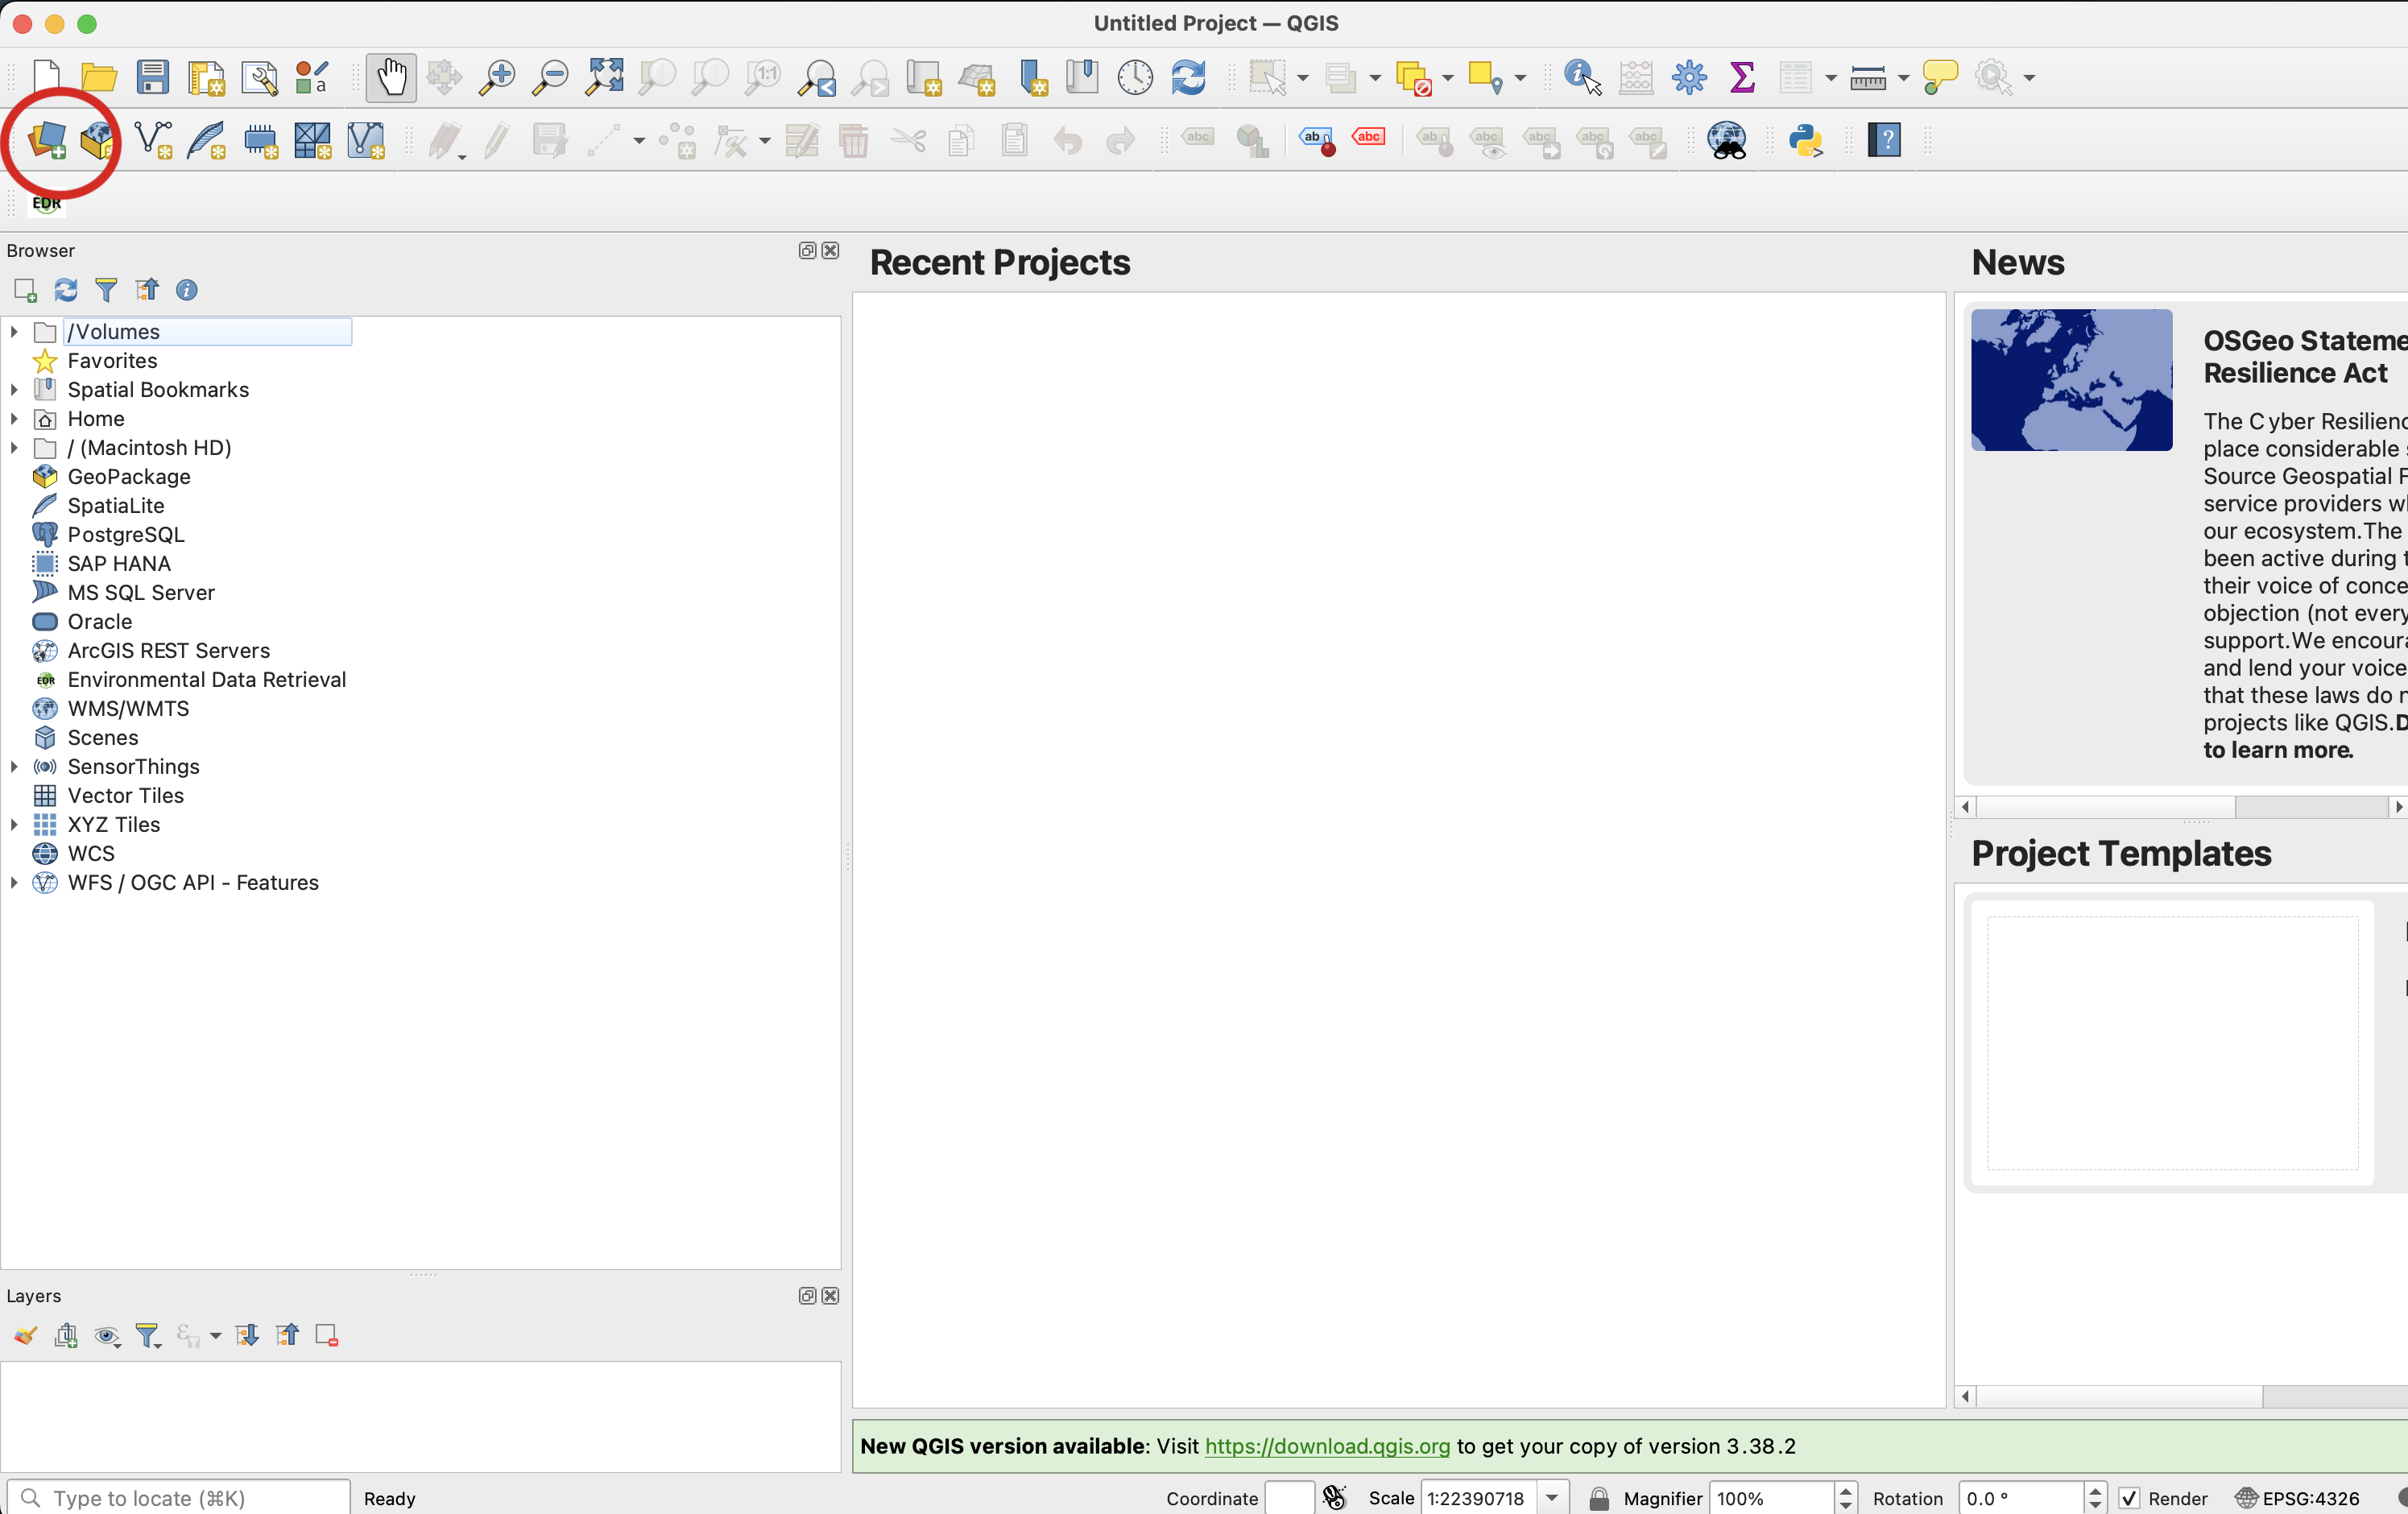 Untitled Project — QGIS
EDR
Browser
/Volumes
Favorites
Spatial Bookmarks
Home
/ (Macintosh HD)
GeoPackage
SpatiaLite
PostgreSQL
SAP HANA
MS SQL Server
Oracle
ArcGIS REST Servers
EDR Environmental Data Retrieval
WMS/WMTS
Scenes
SensorThings
Vector Tiles
XYZ Tiles
WCS
WFS / OGC API - Features
Layers
Recent Projects
News
OSGeo Stateme
Resilience Act
The Cyber Resilienc
place considerable
Source Geospatial F
service providers w
our ecosystem.The
been active during
their voice of conce
objection (not every
support.We encoura
and lend your voice
that these laws do n
projects like QGIS.D
to learn more.
Project Templates
New QGIS version available: Visit https://download.qgis.org to get your copy of version 3.38.2
Type to locate (⌘K)
Ready
Coordinate
Scale 1:22390718
Magnifier 100%
Rotation 0.0 °
Render
EPSG:4326